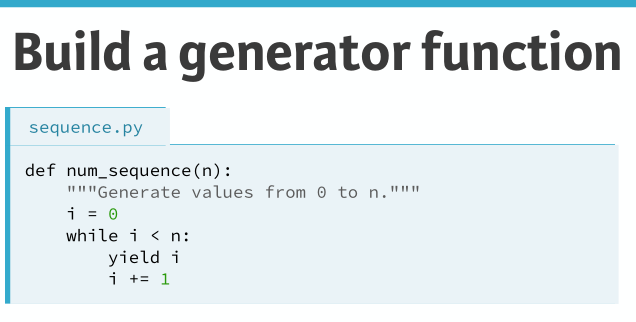 Build a generator function
sequence.py
def num_sequence(n):
    """Generate values from 0 to n."""
    i = 0
    while i < n:
        yield i
        i += 1